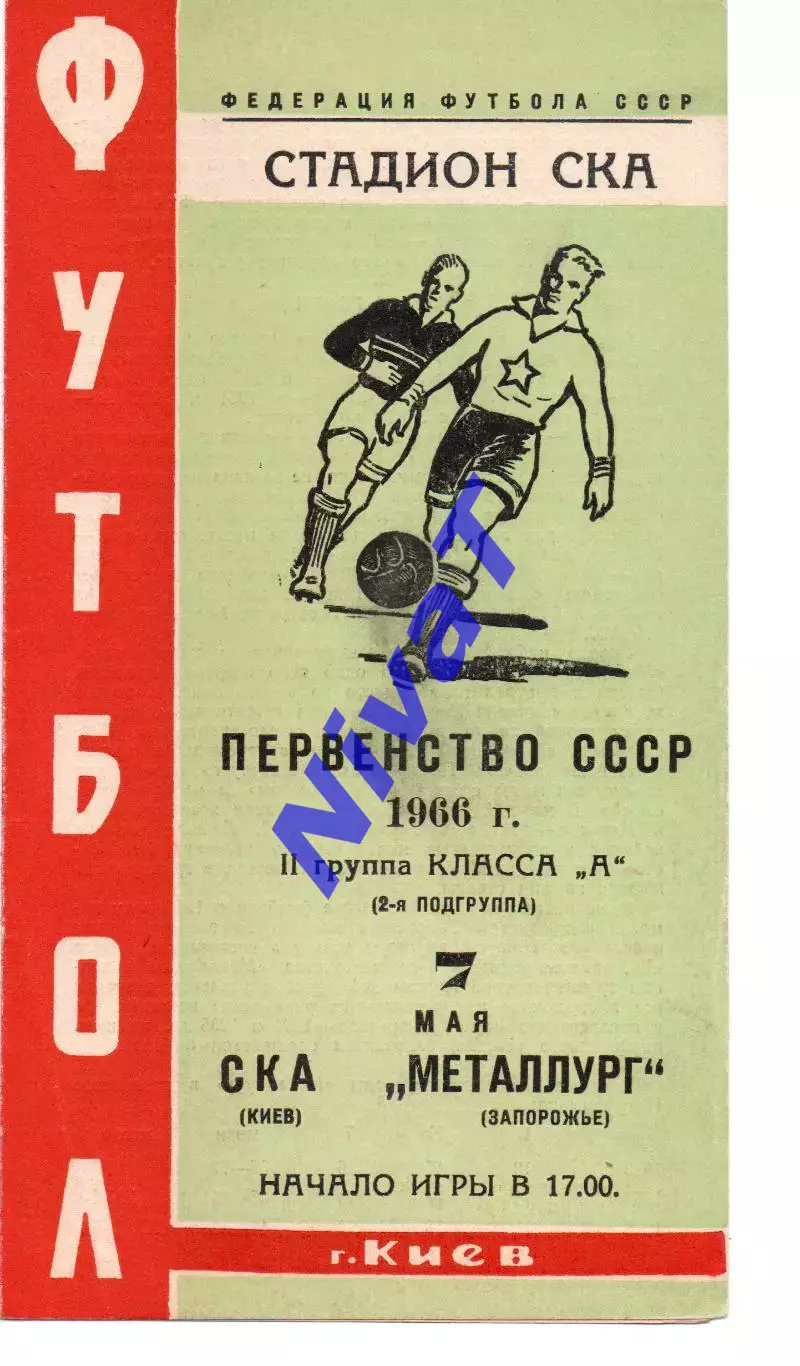 ФУТБОЛ
ФЕДЕРАЦИЯ ФУТБОЛА СССР
СТАДИОН СКА
NivaT
ПЕРВЕНСТВО СССР
1966 г.
II группа КЛАССА „А“
(2-я ПОДГРУППА)
7
МАЯ
СКА „МЕТАЛЛУРГ“
(КИЕВ) (ЗАПОРОЖЬЕ)
НАЧАЛО ИГРЫ В 17.00.
г. Киев